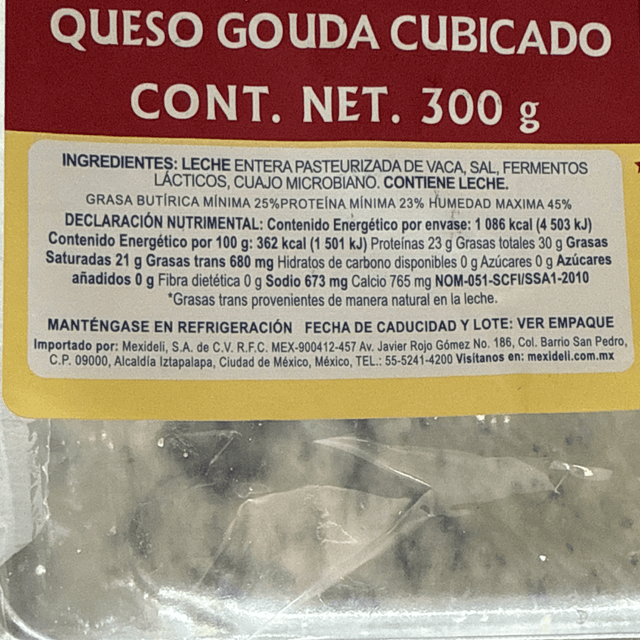 QUESO GOUDA CUBICADO
CONT. NET. 300 g
INGREDIENTES: LECHE ENTERA PASTEURIZADA DE VACA, SAL, FERMENTOS
LÁCTICOS, CUAJO MICROBIANO. CONTIENE LECHE.
GRASA BUTÍRICA MÍNIMA 25%PROTEÍNA MÍNIMA 23% HUMEDAD MAXIMA 45%
DECLARACIÓN NUTRIMENTAL: Contenido Energético por envase: 1 086 kcal (4 503 kJ)
Contenido Energético por 100 g: 362 kcal (1 501 kJ) Proteínas 23 g Grasas totales 30 g Grasas
Saturadas 21 g Grasas trans 680 mg Hidratos de carbono disponibles 0 g Azúcares 0 g Azúcares
añadidos 0 g Fibra dietética 0 g Sodio 673 mg Calcio 765 mg NOM-051-SCFI/SSA1-2010
*Grasas trans provenientes de manera natural en la leche.
MANTÉNGASE EN REFRIGERACIÓN FECHA DE CADUCIDAD Y LOTE: VER EMPAQUE
Importado por: Mexideli, S.A. de C.V. R.F.C. MEX-900412-457 Av. Javier Rojo Gómez No. 186, Col. Barrio San Pedro,
C.P. 09000, Alcaldía Iztapalapa, Ciudad de México, México, TEL.: 55-5241-4200 Visítanos en: mexideli.com.mx